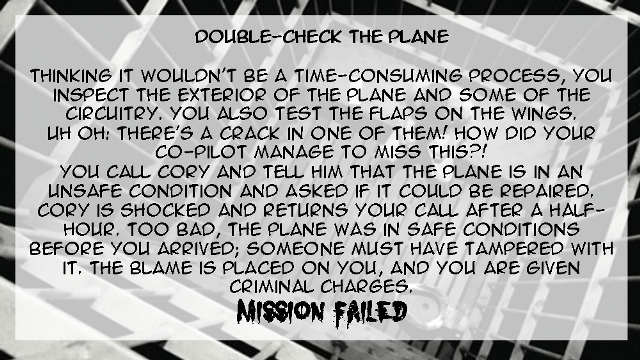 DOUBLE-CHECK THE PLANE
THINKING IT WOULDN'T BE A TIME-CONSUMING PROCESS, YOU
INSPECT THE EXTERIOR OF THE PLANE AND SOME OF THE
CIRCUITRY. YOU ALSO TEST THE FLAPS ON THE WINGS.
UH OH: THERE'S A CRACK IN ONE OF THEM! HOW DID YOUR
CO-PILOT MANAGE TO MISS THIS?!
YOU CALL CORY AND TELL HIM THAT THE PLANE IS IN AN
UNSAFE CONDITION AND ASKED IF IT COULD BE REPAIRED.
CORY IS SHOCKED AND RETURNS YOUR CALL AFTER A HALF-
HOUR. TOO BAD, THE PLANE WAS IN SAFE CONDITIONS
BEFORE YOU ARRIVED; SOMEONE MUST HAVE TAMPERED WITH
IT. THE BLAME IS PLACED ON YOU, AND YOU ARE GIVEN
CRIMINAL CHARGES.
MISSION FAILED